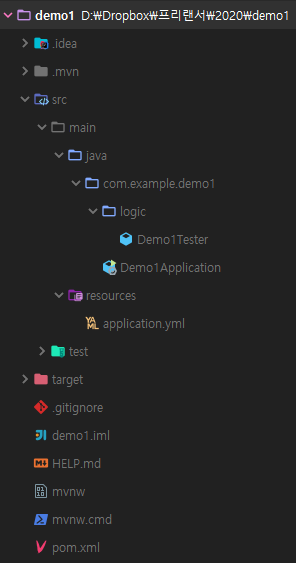 demo1 D:₩Dropbox₩프리랜서₩2020₩demo1
.idea
.mvn
src
main
java
com.example.demo1
logic
Demo1Tester
Demo1Application
resources
YAML application.yml
test
target
.gitignore
demo1.iml
HELP.md
mvnw
mvnw.cmd
pom.xml